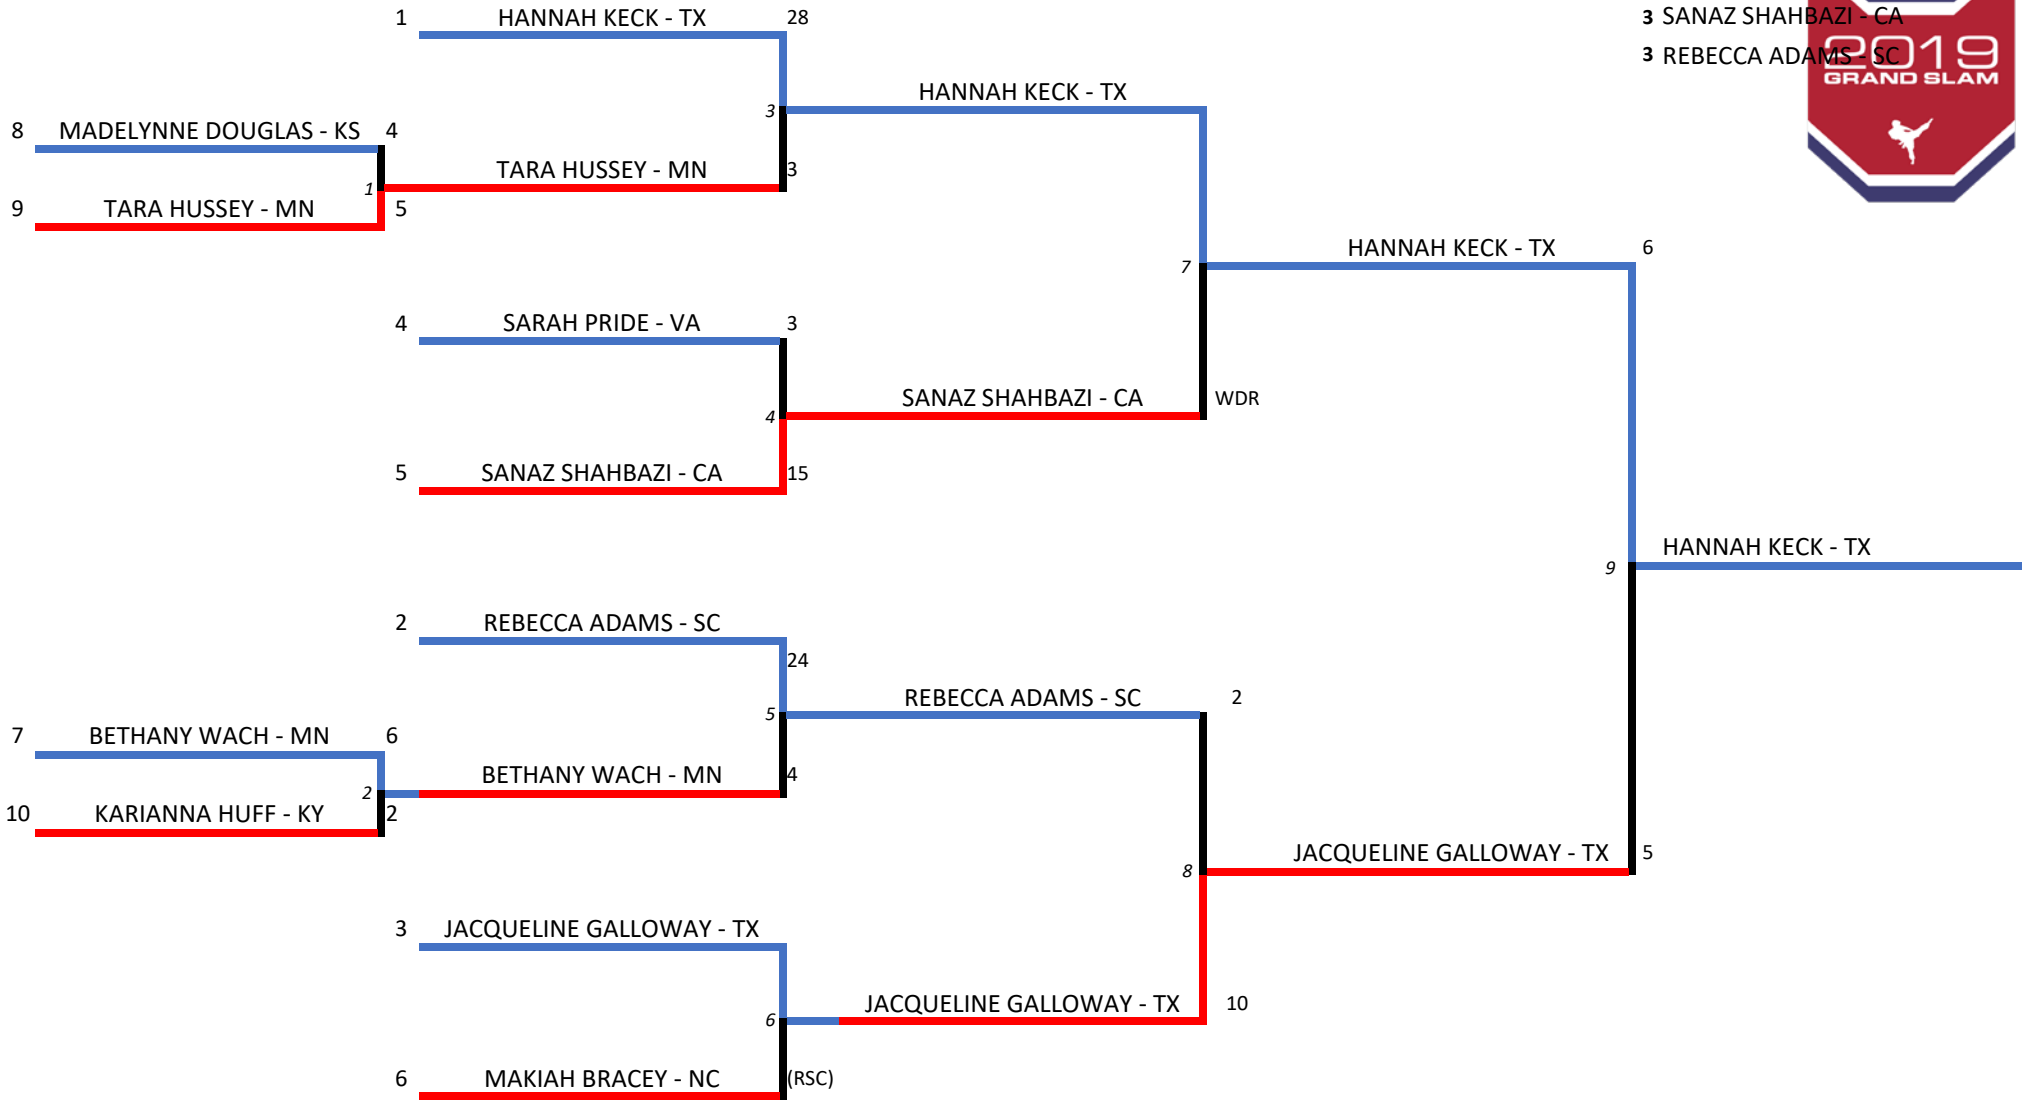 1 HANNAH KECK - TX 28
3 SANAZ SHAHBAZI - CA
3 REBECCA ADAMS - SC
2019
GRAND SLAM
HANNAH KECK - TX
3
8 MADELYNNE DOUGLAS - KS 4
TARA HUSSEY - MN 3
1
9 TARA HUSSEY - MN 5
HANNAH KECK - TX 6
7
4 SARAH PRIDE - VA 3
SANAZ SHAHBAZI - CA WDR
4
5 SANAZ SHAHBAZI - CA 15
HANNAH KECK - TX
9
2 REBECCA ADAMS - SC
24
REBECCA ADAMS - SC 2
5
7 BETHANY WACH - MN 6
BETHANY WACH - MN 4
2
10 KARIANNA HUFF - KY 2
JACQUELINE GALLOWAY - TX 5
8
3 JACQUELINE GALLOWAY - TX
JACQUELINE GALLOWAY - TX 10
6
6 MAKIAH BRACEY - NC (RSC)